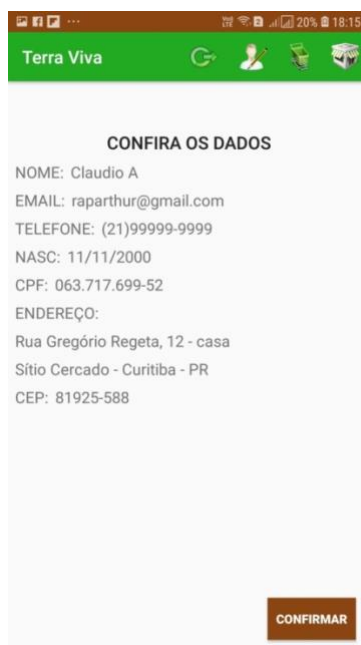 20% 18:15
Terra Viva
CONFIRA OS DADOS
NOME: Claudio A
EMAIL: raparthur@gmail.com
TELEFONE: (21)99999-9999
NASC: 11/11/2000
CPF: 063.717.699-52
ENDEREÇO:
Rua Gregório Regeta, 12 - casa
Sítio Cercado - Curitiba - PR
CEP: 81925-588
CONFIRMAR